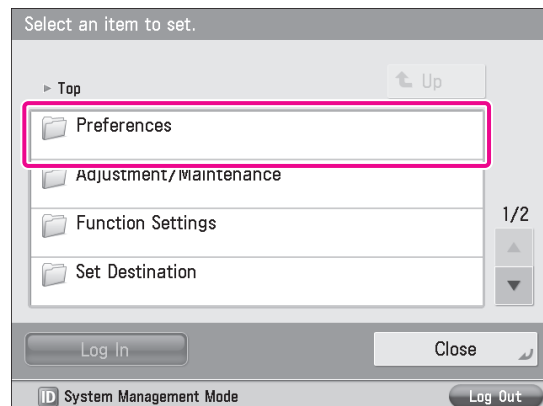 Select an item to set.
Top
Up
Preferences
Adjustment/Maintenance
Function Settings
1/2
Set Destination
Log In
Close
ID System Management Mode
Log Out